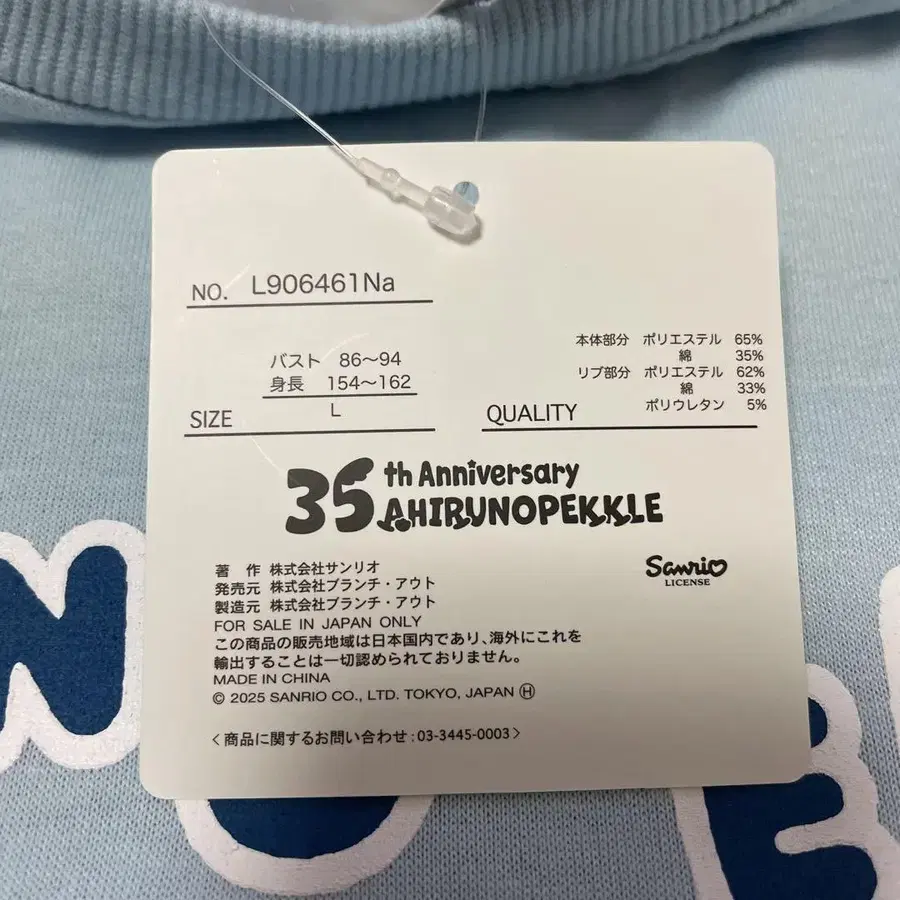 NO. L906461Na
バスト 86〜94
身長 154〜162
SIZE L
本体部分 ポリエステル 65%
綿 35%
リブ部分 ポリエステル 62%
綿 33%
ポリウレタン 5%
QUALITY
35th Anniversary
AHIRUNOPEKKLE
著 作 株式会社サンリオ
発売元 株式会社ブランチ・アウト
製造元 株式会社ブランチ・アウト
FOR SALE IN JAPAN ONLY
この商品の販売地域は日本国内であり、海外にこれを
輸出することは一切認められておりません。
MADE IN CHINA
© 2025 SANRIO CO., LTD. TOKYO, JAPAN Ⓗ
Sanrio
LICENSE
〈商品に関するお問い合わせ:03-3445-0003〉